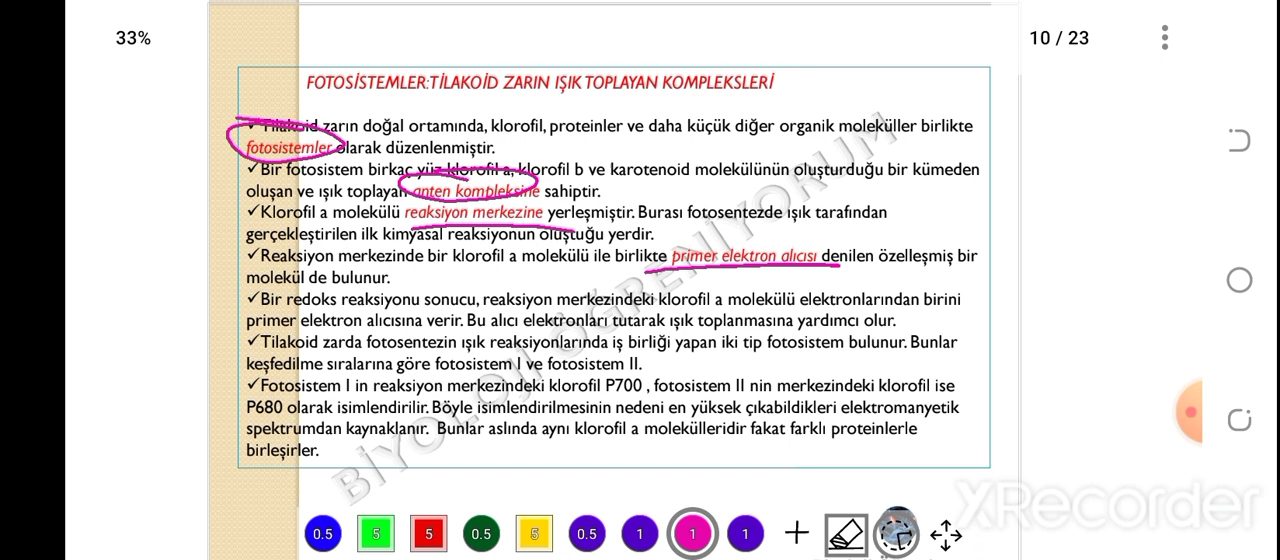 33%
10 / 23
FOTOSİSTEMLER:TİLAKOİD ZARIN IŞIK TOPLAYAN KOMPLEKSLERİ
✓Tilakoid zarın doğal ortamında, klorofil, proteinler ve daha küçük diğer organik moleküller birlikte
fotosistemler olarak düzenlenmiştir.
✓Bir fotosistem birkaç yüz klorofil a, klorofil b ve karotenoid molekülünün oluşturduğu bir kümeden
oluşan ve ışık toplayan anten kompleksine sahiptir.
✓Klorofil a molekülü reaksiyon merkezine yerleşmiştir. Burası fotosentezde ışık tarafından
gerçekleştirilen ilk kimyasal reaksiyonun oluştuğu yerdir.
✓Reaksiyon merkezinde bir klorofil a molekülü ile birlikte primer elektron alıcısı denilen özelleşmiş bir
molekül de bulunur.
✓Bir redoks reaksiyonu sonucu, reaksiyon merkezindeki klorofil a molekülü elektronlarından birini
primer elektron alıcısına verir. Bu alıcı elektronları tutarak ışık toplanmasına yardımcı olur.
✓Tilakoid zarda fotosentezin ışık reaksiyonlarında iş birliği yapan iki tip fotosistem bulunur. Bunlar
keşfedilme sıralarına göre fotosistem I ve fotosistem II.
✓Fotosistem I in reaksiyon merkezindeki klorofil P700 , fotosistem II nin merkezindeki klorofil ise
P680 olarak isimlendirilir. Böyle isimlendirilmesinin nedeni en yüksek çıkabildikleri elektromanyetik
spektrumdan kaynaklanır. Bunlar aslında aynı klorofil a molekülleridir fakat farklı proteinlerle
birleşirler.
BİYOLOJİ ÖĞRENİYORUM
0.5 5 5 0.5 5 0.5 1 1 1
XRecorder